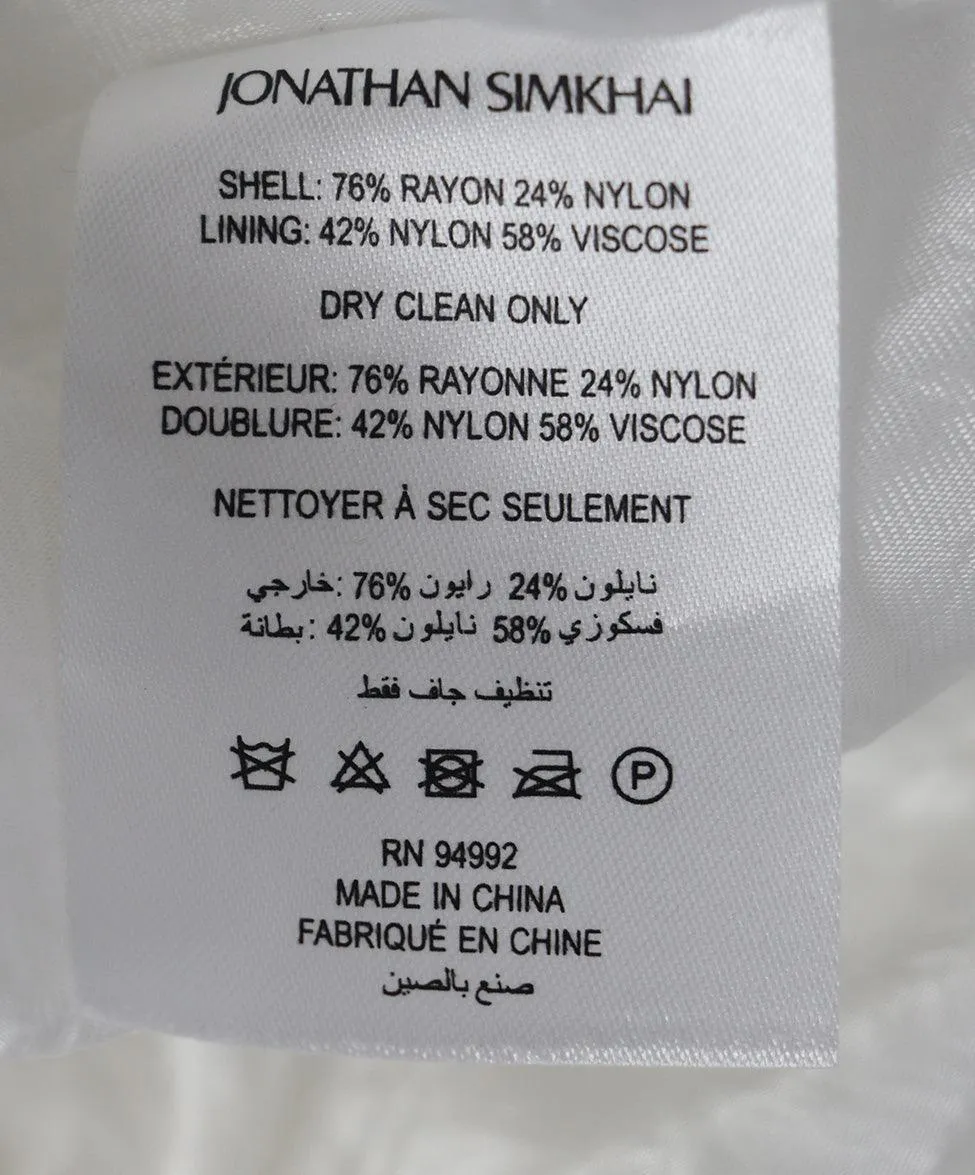 JONATHAN SIMKHAI
SHELL: 76% RAYON 24% NYLON
LINING: 42% NYLON 58% VISCOSE
DRY CLEAN ONLY
EXTÉRIEUR: 76% RAYONNE 24% NYLON
DOUBLURE: 42% NYLON 58% VISCOSE
NETTOYER À SEC SEULEMENT
خارجي: 76% رايون 24% نايلون
بطانة: 42% نايلون 58% فسكوزي
تنظيف جاف فقط
P
RN 94992
MADE IN CHINA
FABRIQUÉ EN CHINE
صنع بالصين